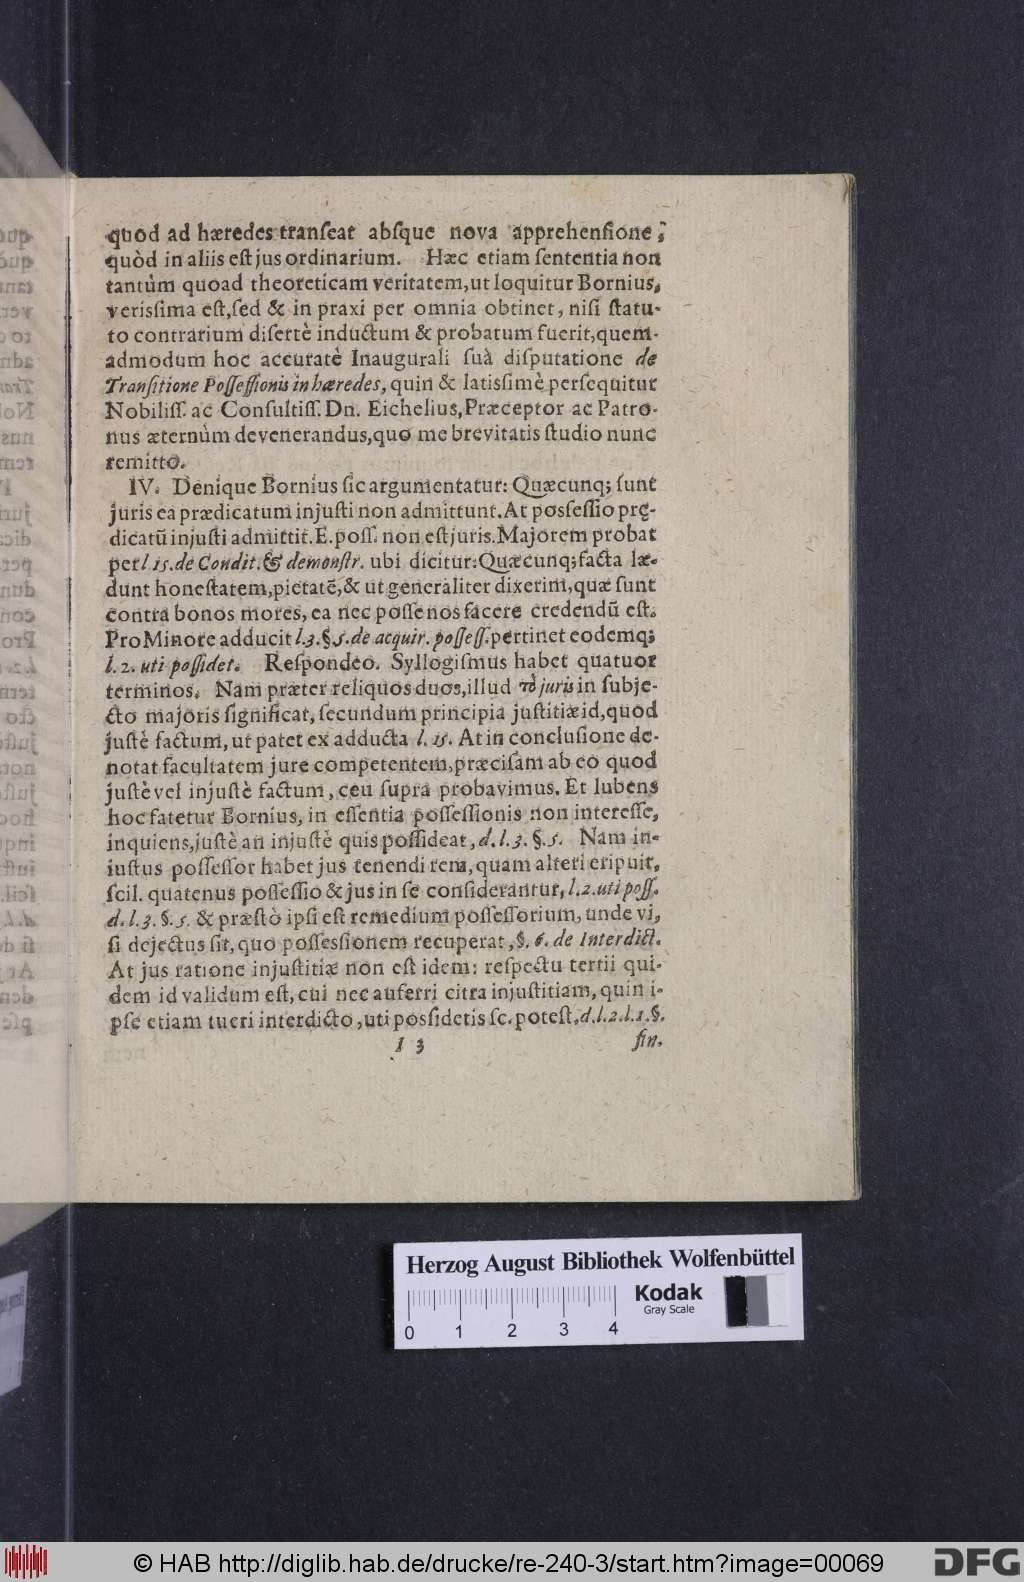 quod ad hæredes tranſeat abſque nova apprehenſione;
quòd in aliis eſt jus ordinarium. Hæc etiam ſententia non
tantùm quoad theoreticam veritatem, ut loquitur Bornius,
veriſſima eſt, ſed & in praxi per omnia obtinet, niſi ſtatu-
to contrarium diſertè inductum & probatum fuerit, quem-
admodum hoc accuratè Inaugurali ſuâ diſputatione de
Tranſitione Poſſeſſionis in hæredes, quin & latiſſimè perſequitur
Nobiliſſ. ac Conſultiſſ. Dn. Eichelius, Præceptor ac Patro-
nus æternùm devenerandus, quo me brevitatis ſtudio nunc
remitto.
IV. Denique Bornius ſic argumentatur: Quæcunq; ſunt
juris ea prædicatum injuſti non admittunt. At posſeſſio prę-
dicatū injuſti admittit. E. poſſ. non eſt juris. Majorem probat
per l 15. de Condit. & demonſtr. ubi dicitur: Quæcunq; facta læ-
dunt honeſtatem, pietatē, & ut generaliter dixerim, quæ ſunt
contra bonos mores, ea nec poſſe nos facere credendū eſt.
Pro Minore adducit l. 3. §. 5. de acquir. poſſeſſ. pertinet eodemq;
l. 2. uti poſſidet. Reſpondeo. Syllogiſmus habet quatuor
terminos. Nam præter reliquos duos, illud τὸ juris in ſubje-
cto majoris ſignificat, ſecundum principia juſtitiæ id, quod
juſtè factum, ut patet ex adducta l. 15. At in concluſione de-
notat facultatem jure competentem, præciſam ab eo quod
juſtè vel injuſtè factum, ceu ſupra probavimus. Et lubens
hoc fatetur Bornius, in eſſentia poſſeſſionis non intereſſe,
inquiens, juſtè an injuſtè quis poſſideat, d. l. 3. §. 5. Nam in-
iuſtus poſſeſſor habet jus tenendi rem, quam alteri eripuit,
ſcil. quatenus poſſeſſio & jus in ſe conſiderantur, l. 2. uti poſſ.
d. l. 3. §. 5. & præſtò ipſi eſt remedium poſſeſſorium, unde vi,
ſi dejectus ſit, quo poſſesſionem recuperat, §. 6. de Interdict.
At jus ratione injuſtitiæ non eſt idem: reſpectu tertii qui-
dem id validum eſt, cui nec auferri citra injuſtitiam, quin i-
pſe etiam tueri interdicto, uti posſidetis ſc. poteſt. d. l. 2. l. 1. §.
I 3 fin.
Herzog August Bibliothek Wolfenbüttel
Kodak
Gray Scale
0 1 2 3 4
© HAB http://diglib.hab.de/drucke/re-240-3/start.htm?image=00069
DFG